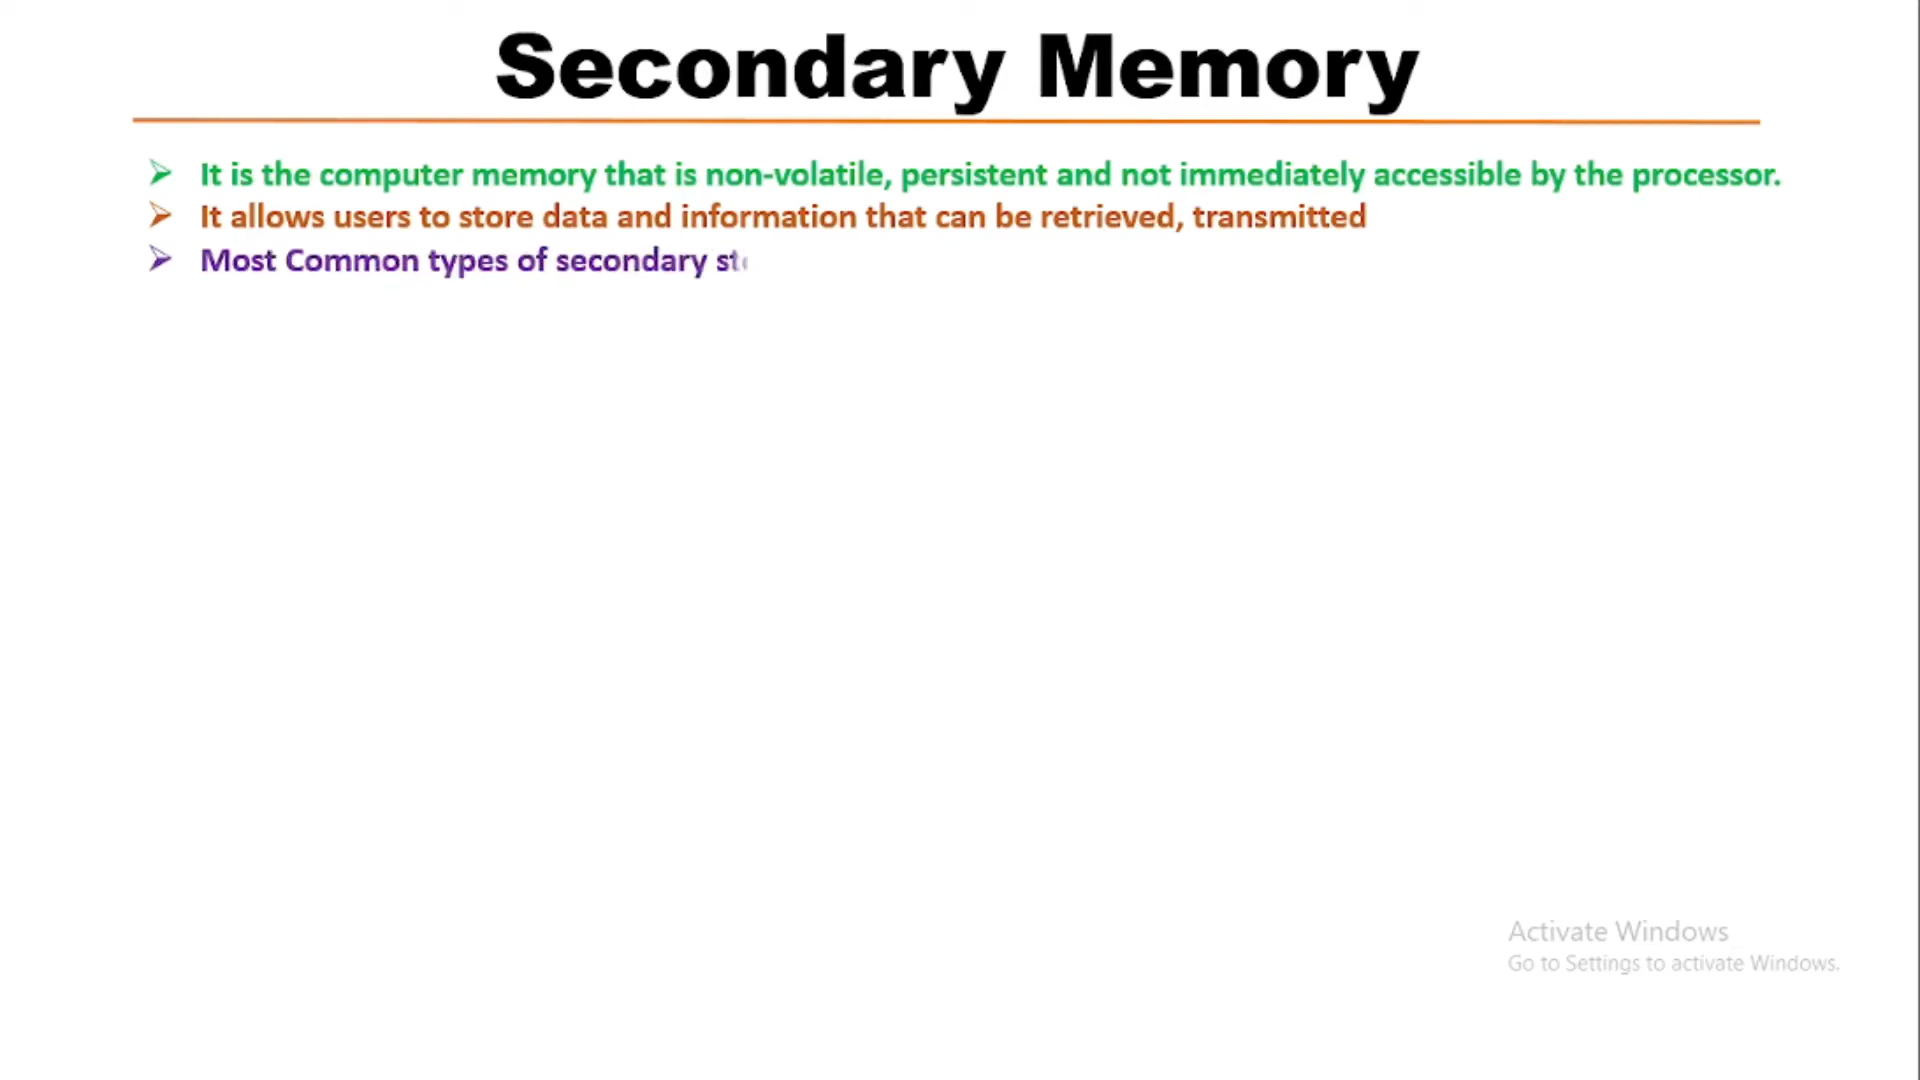 Secondary Memory
It is the computer memory that is non-volatile, persistent and not immediately accessible by the processor.
It allows users to store data and information that can be retrieved, transmitted
Most Common types of secondary
Activate Windows
Go to Settings to activate Windows.